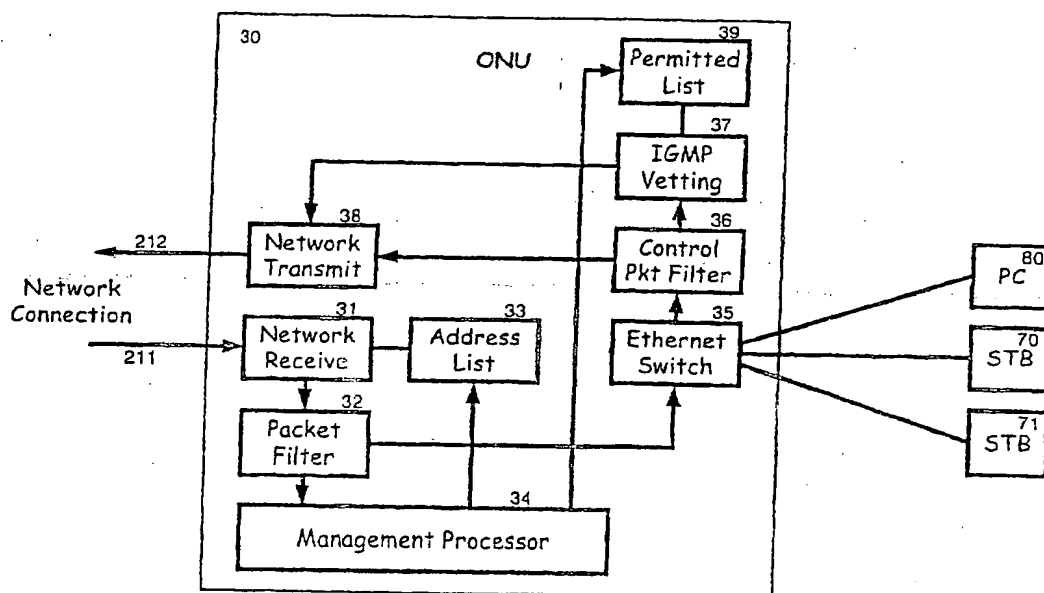 30
ONU
39
Permitted
List
37
IGMP
Vetting
38
Network
Transmit
36
Control
Pkt Filter
212
Network
Connection
211
31
Network
Receive
33
Address
List
35
Ethernet
Switch
80
PC
70
STB
71
STB
32
Packet
Filter
34
Management Processor